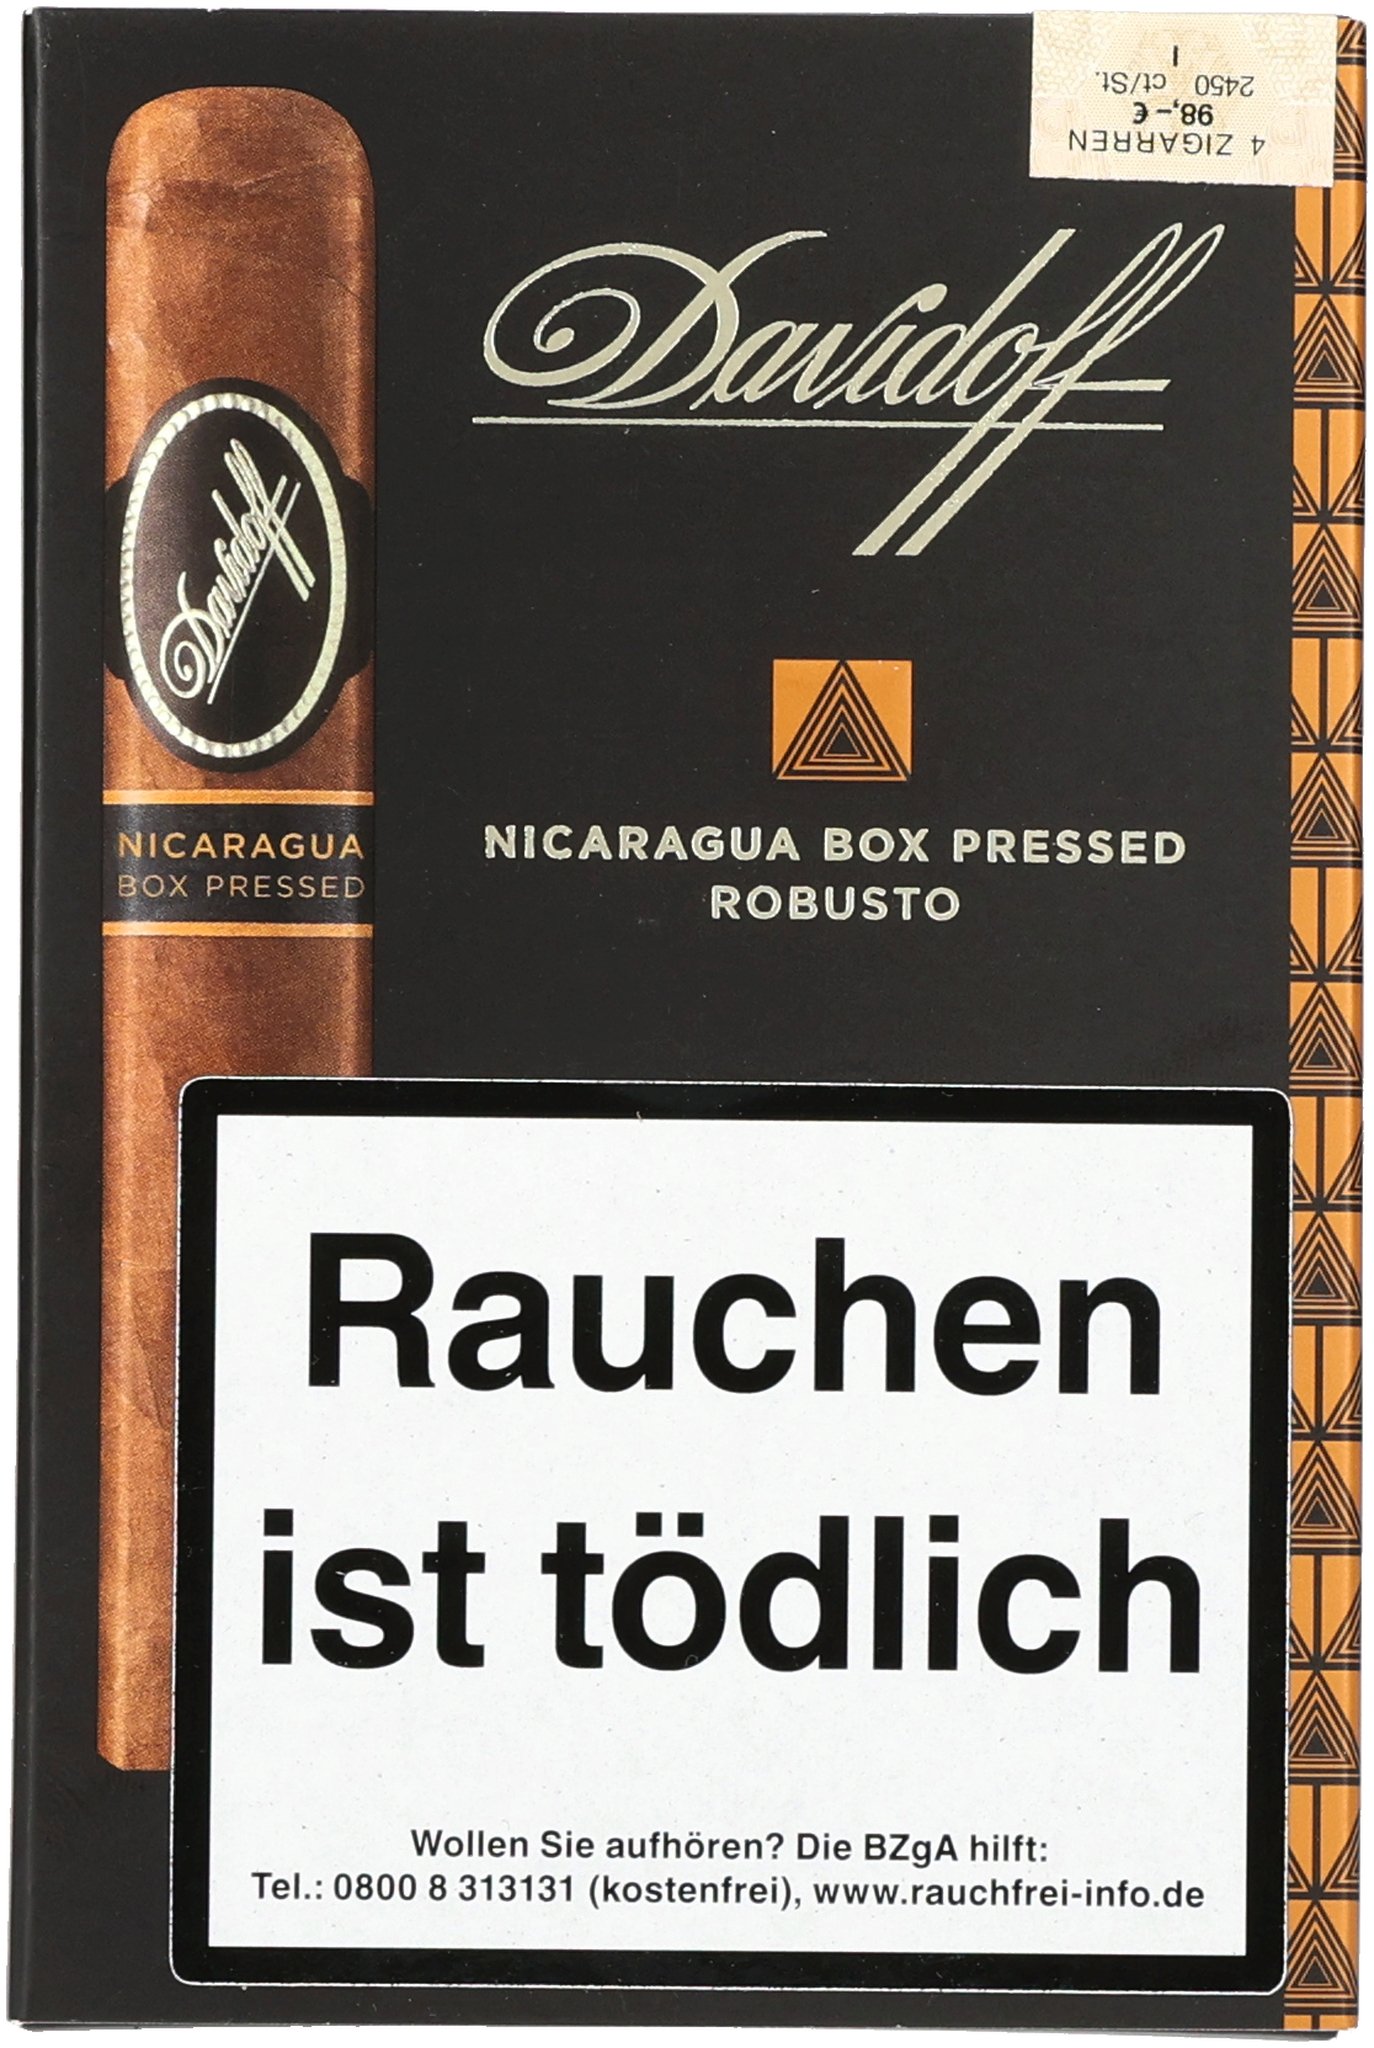 4 ZIGARREN
98,– €
2450 ct/St.
I
Davidoff
Davidoff
NICARAGUA
BOX PRESSED
NICARAGUA BOX PRESSED
ROBUSTO
Rauchen
ist tödlich
Wollen Sie aufhören? Die BZgA hilft:
Tel.: 0800 8 313131 (kostenfrei), www.rauchfrei-info.de